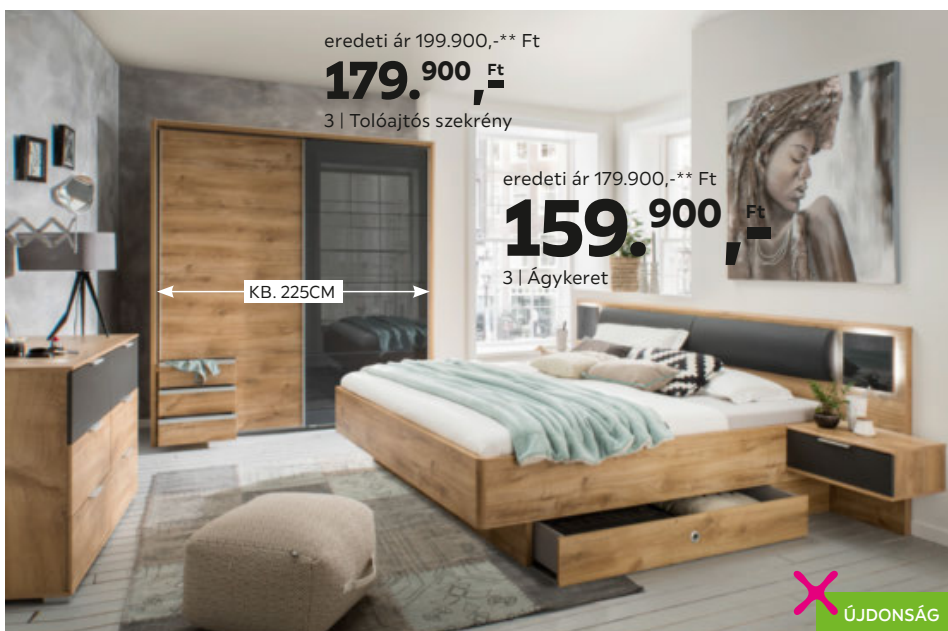 eredeti ár 199.900,-** Ft
179.900,- Ft
3 | Tolóajtós szekrény
eredeti ár 179.900,-** Ft
159.900,- Ft
3 | Ágykeret
KB. 225CM
ÚJDONSÁG